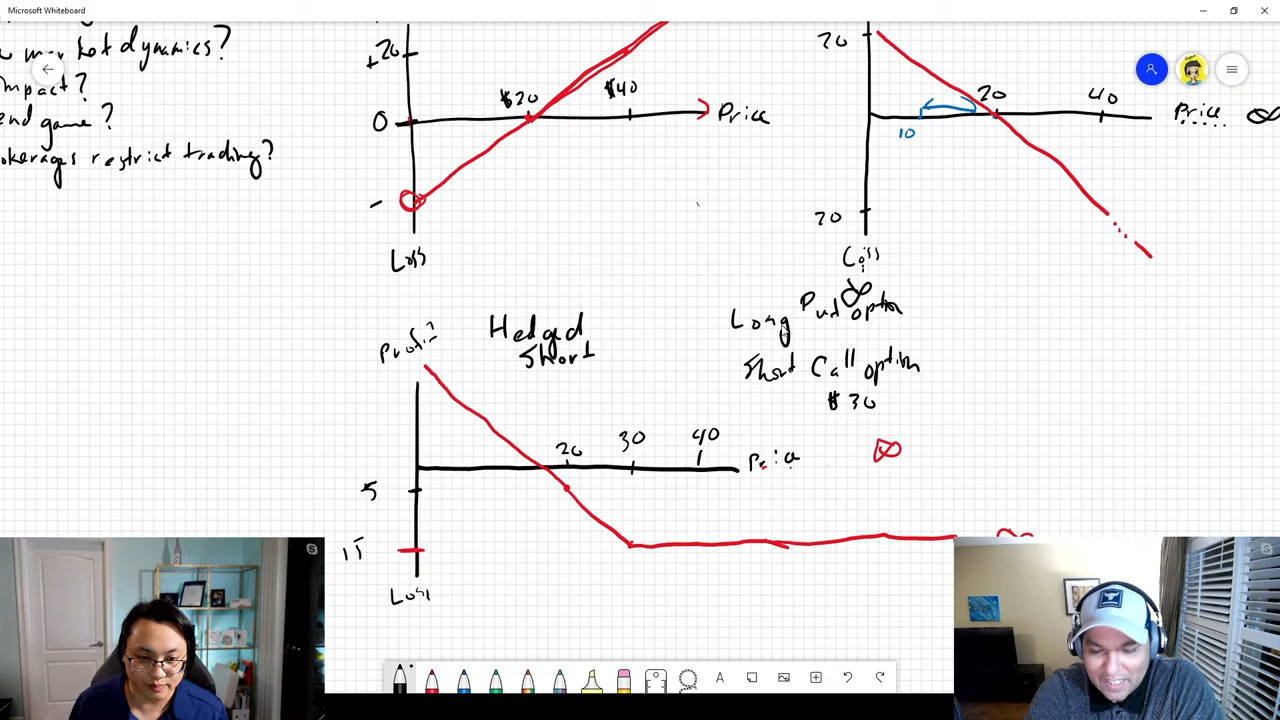 Microsoft Whiteboard
market dynamics?
impact?
end game?
okerages restrict trading?
+20
0
-
$20
$40
Price
Loss
20
20
40
10
Price ∞
20
Loss
∞
Profit
Hedged
Short
Long Put option
Short Call option
$30
20
30
40
Price
∞
5
15
Loss
A